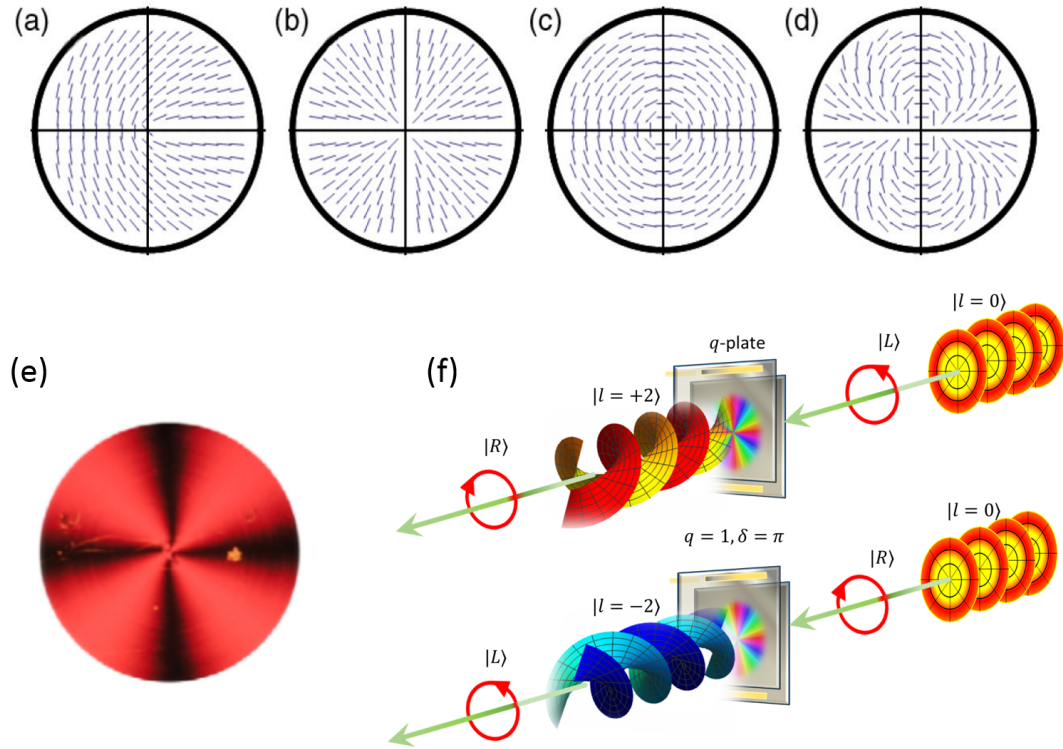 (a) (b) (c) (d)
(e)
(f)
|l = 0⟩
q-plate
|L⟩
|l = +2⟩
|R⟩
|l = 0⟩
q = 1, δ = π
|R⟩
|l = −2⟩
|L⟩